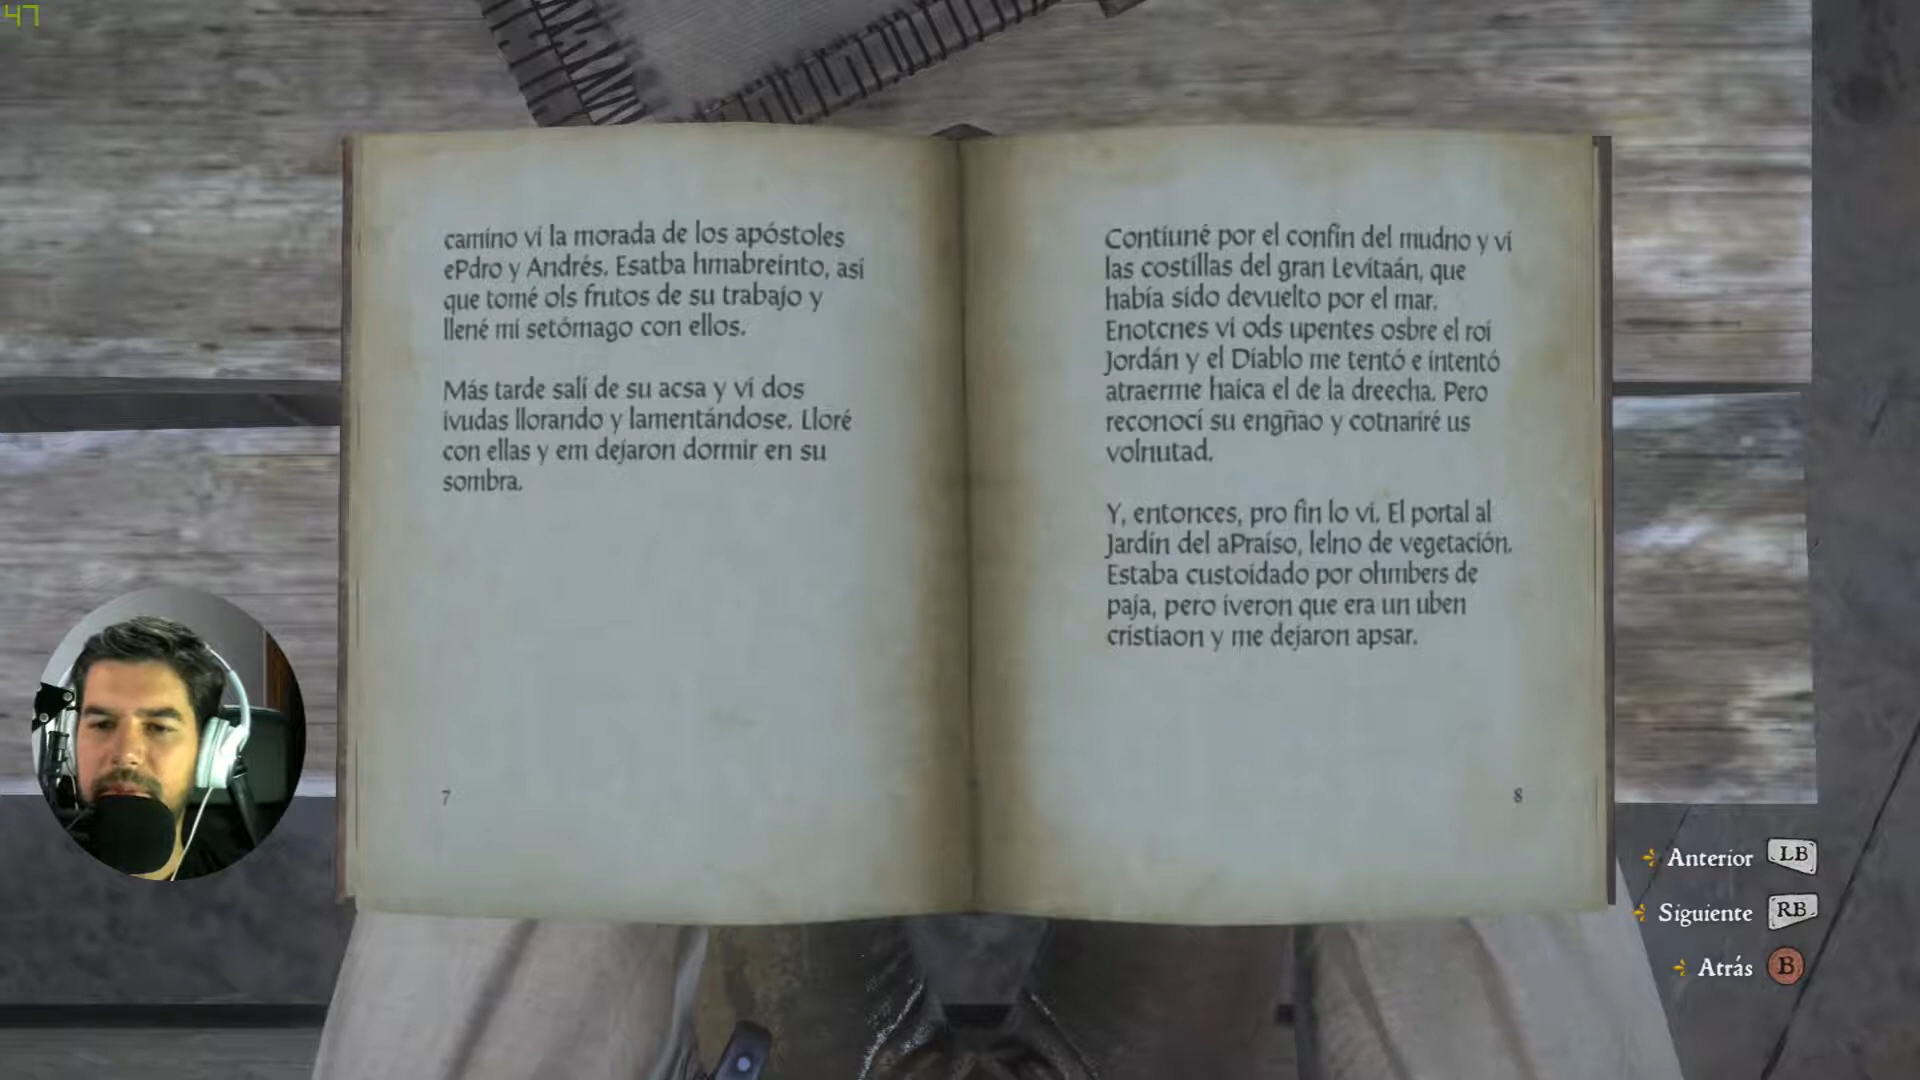 47
camino vi la morada de los apóstoles
ePdro y Andrés. Esatba hmabreinto, así
que tomé ols frutos de su trabajo y
llené mi setómago con ellos.
Más tarde salí de su acsa y vi dos
ivudas llorando y lamentándose. Lloré
con ellas y em dejaron dormir en su
sombra.
7
Contiuné por el confín del mudno y vi
las costillas del gran Levitaán, que
había sido devuelto por el mar.
Enotcnes vi ods upentes osbre el roi
Jordán y el Diablo me tentó e intentó
atraerme haica el de la dreecha. Pero
reconocí su engñao y cotnariré us
volnutad.
Y, entonces, pro fin lo vi. El portal al
Jardín del aPraíso, lelno de vegetación.
Estaba custoidado por ohmbers de
paja, pero iveron que era un uben
cristiaon y me dejaron apsar.
8
Anterior LB
Siguiente RB
Atrás B